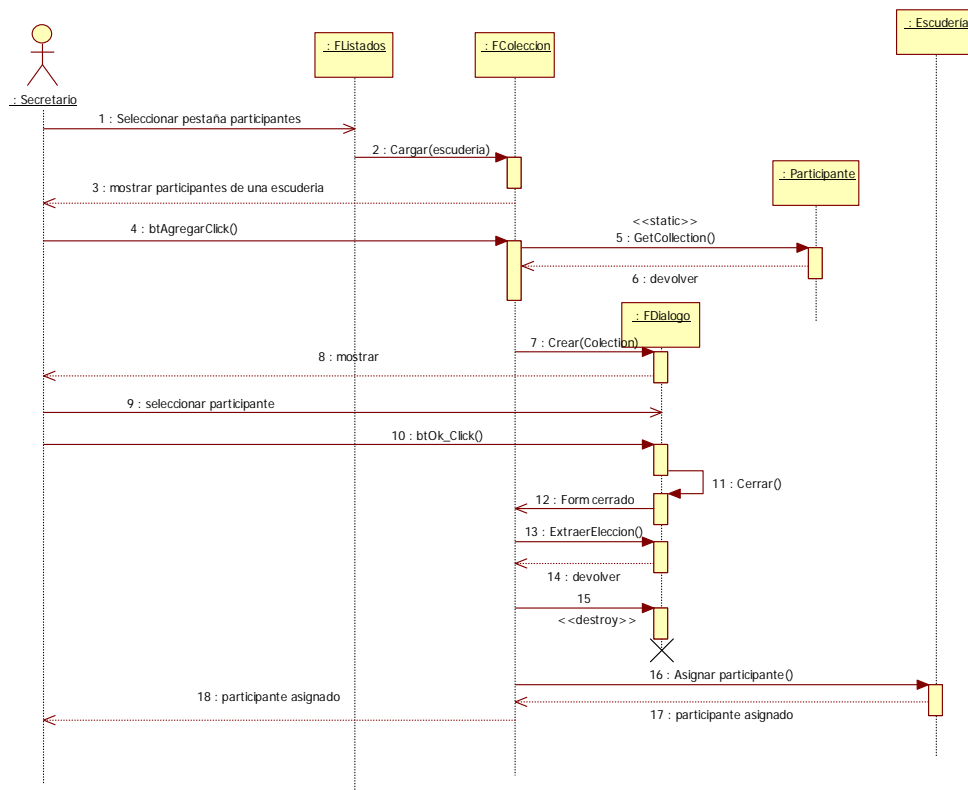 : Escudería
: FListados
: FColeccion
: Secretario
1 : Seleccionar pestaña participantes
2 : Cargar(escuderia)
: Participante
3 : mostrar participantes de una escuderia
<<static>>
4 : btAgregarClick()
5 : GetCollection()
6 : devolver
: FDialogo
7 : Crear(Colection)
8 : mostrar
9 : seleccionar participante
10 : btOk_Click()
11 : Cerrar()
12 : Form cerrado
13 : ExtraerEleccion()
14 : devolver
15
<<destroy>>
16 : Asignar participante()
18 : participante asignado
17 : participante asignado